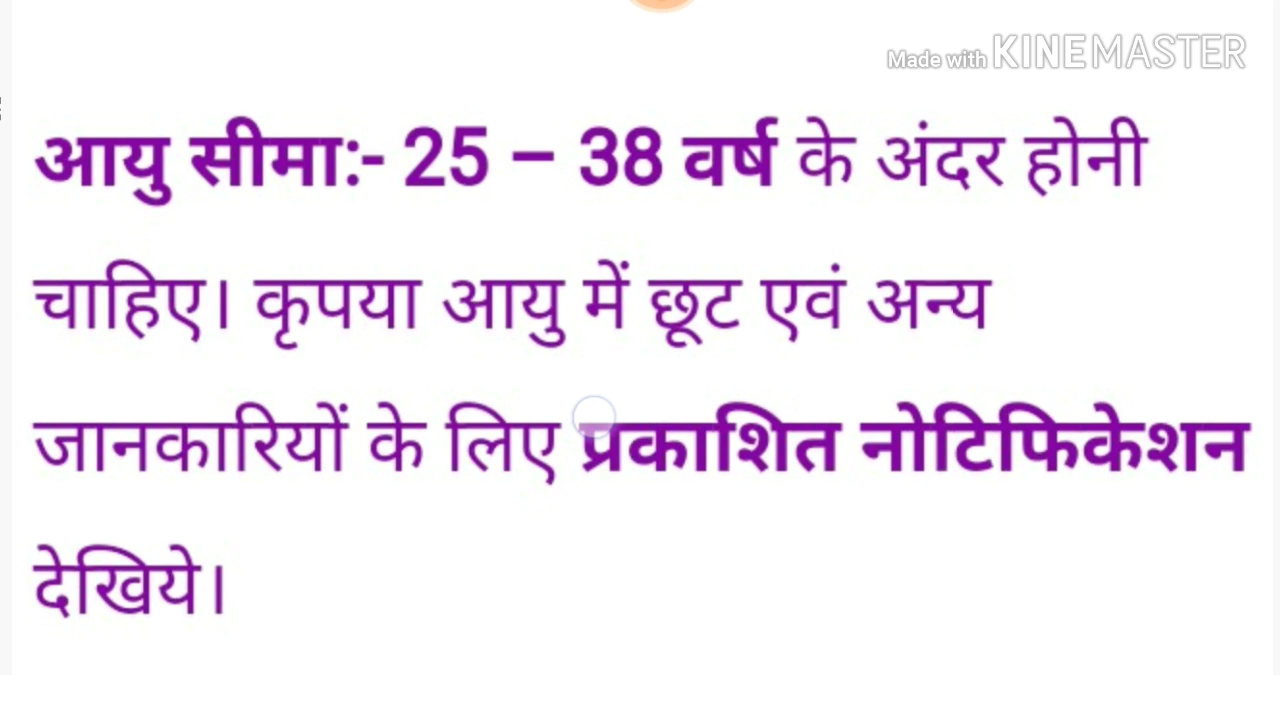 Made with KINEMASTER
आयु सीमा:- 25 – 38 वर्ष के अंदर होनी
चाहिए। कृपया आयु में छूट एवं अन्य
जानकारियों के लिए प्रकाशित नोटिफिकेशन
देखिये।